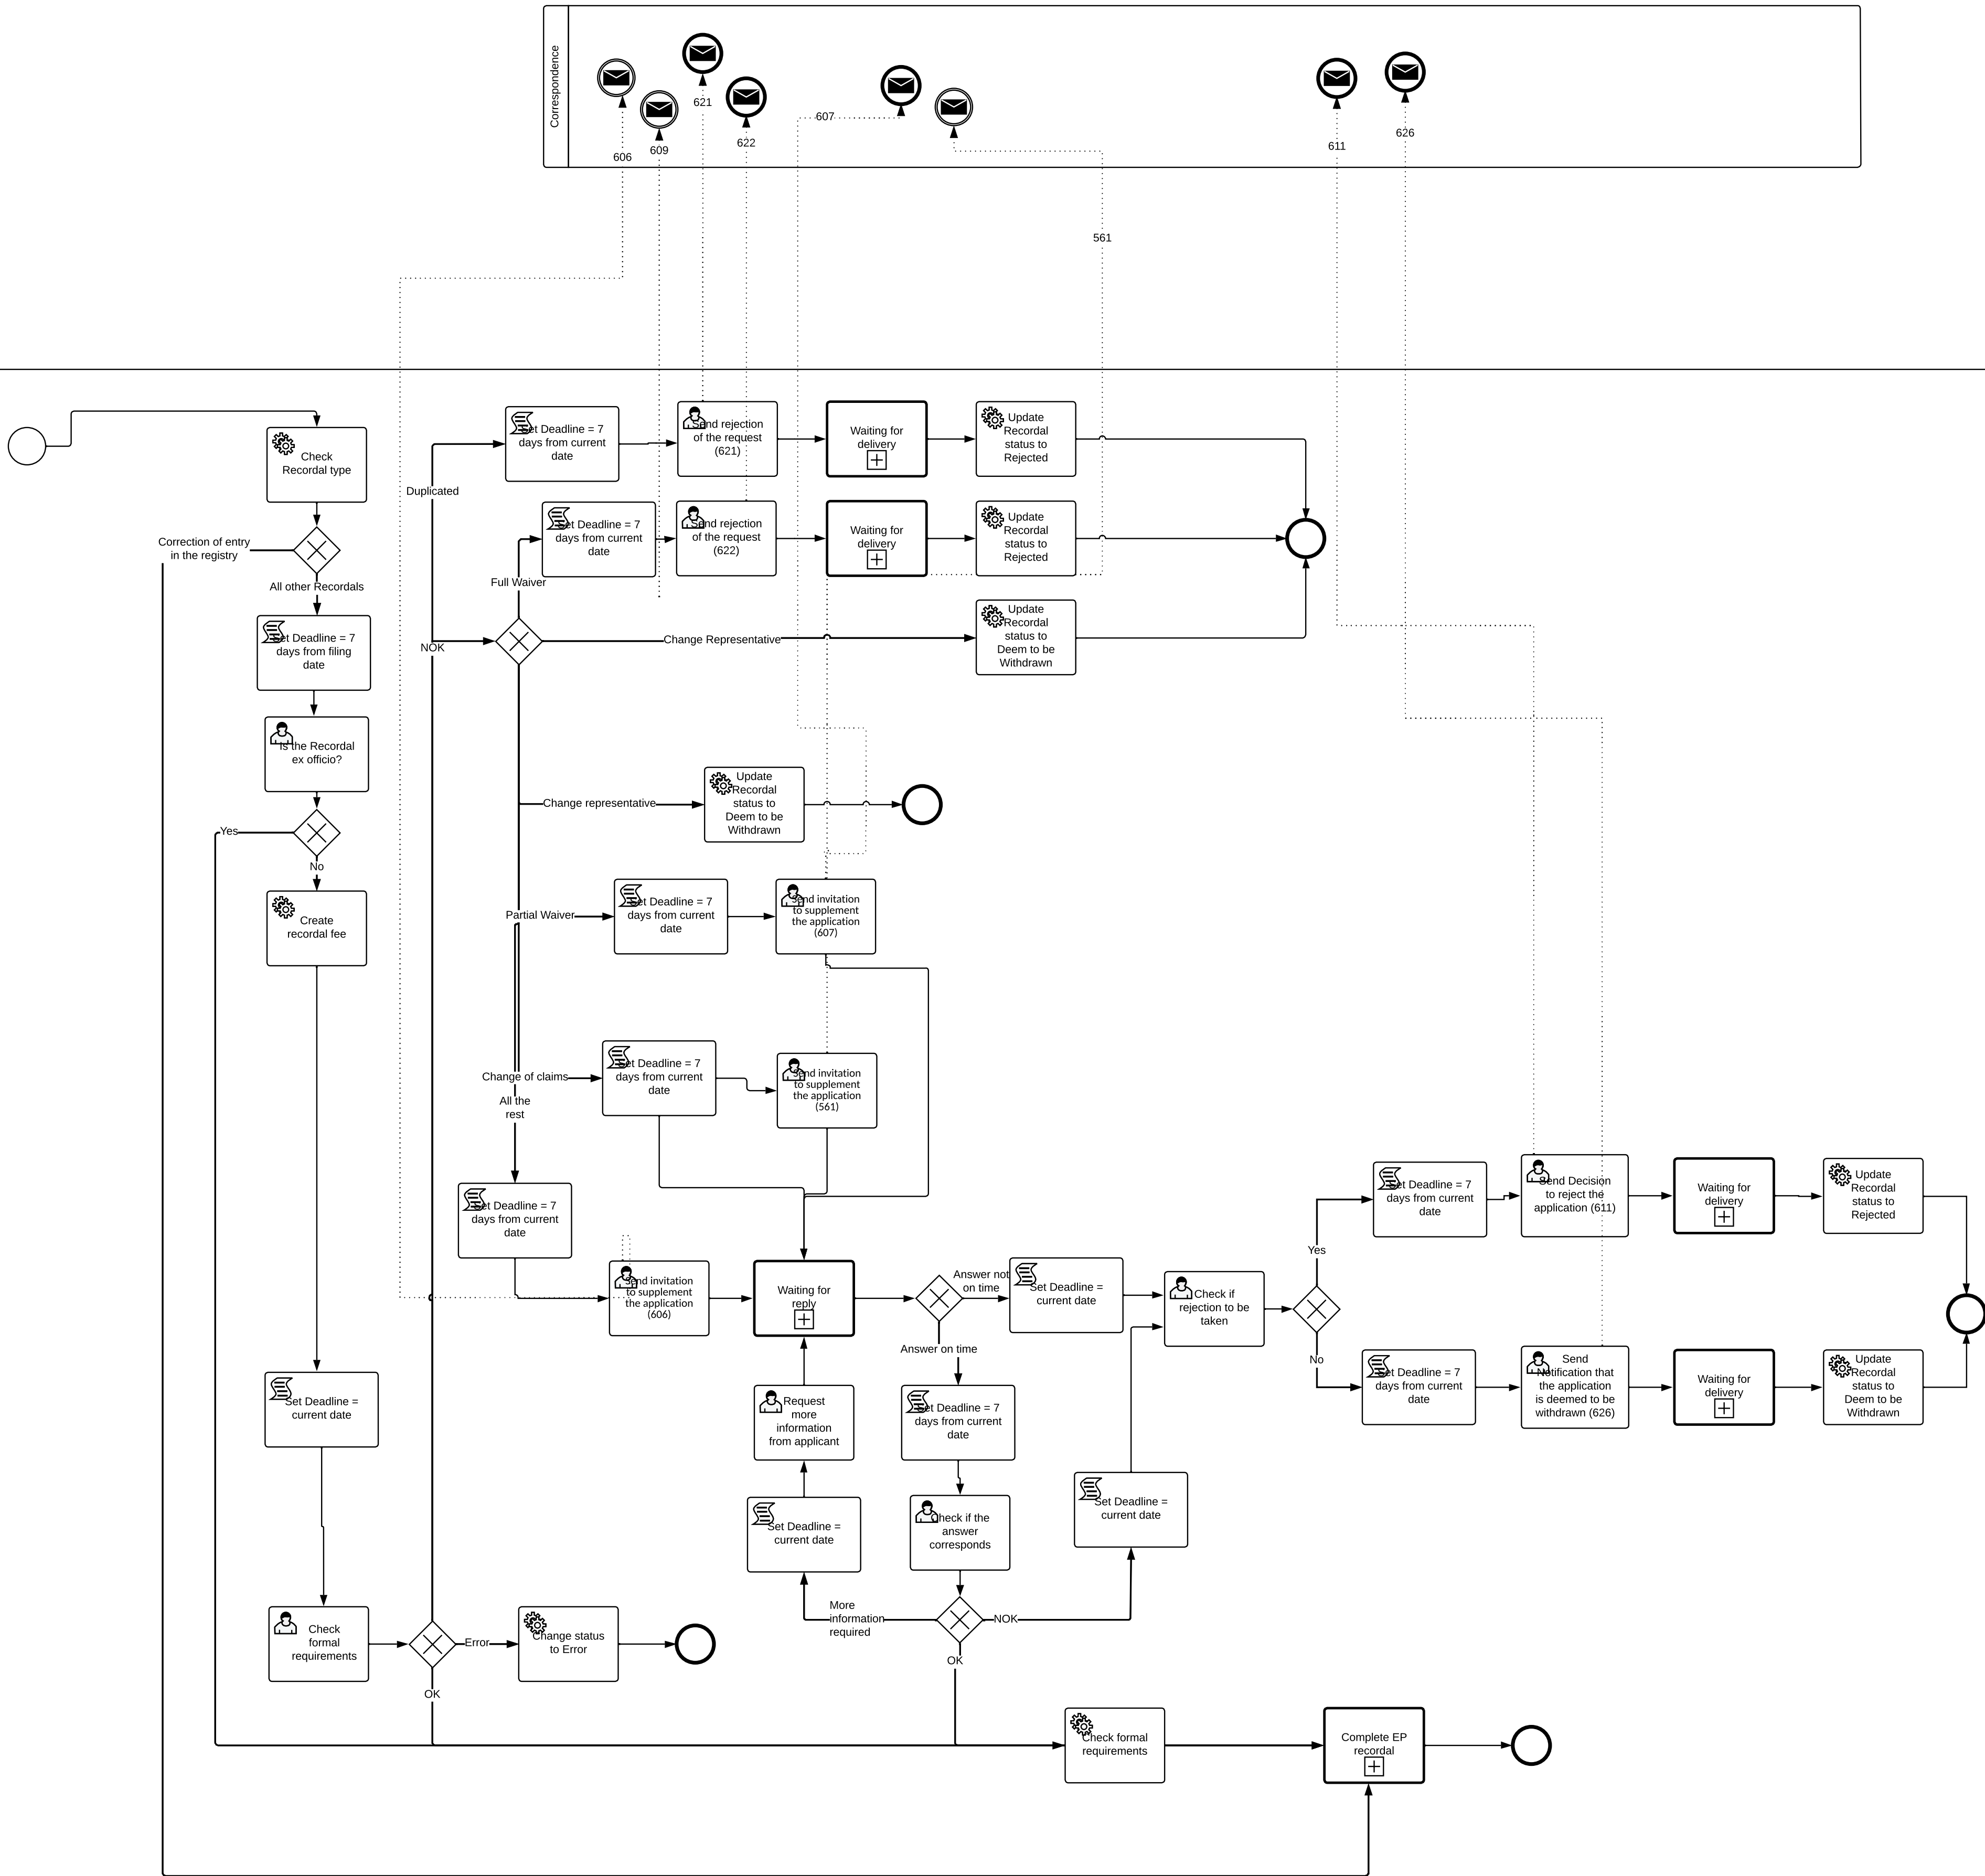 Correspondence
621
607
622
609
606
626
611
561
Check
Recordal type
Correction of entry
in the registry
All other Recordals
Set Deadline = 7
days from filing
date
Is the Recordal
ex officio?
Yes
No
Create
recordal fee
Set Deadline =
current date
Check
formal
requirements
Duplicated
NOK
Error
OK
Change status
to Error
Set Deadline = 7
days from current
date
Send rejection
of the request
(621)
Waiting for
delivery
Update
Recordal
status to
Rejected
Full Waiver
Set Deadline = 7
days from current
date
Send rejection
of the request
(622)
Waiting for
delivery
Update
Recordal
status to
Rejected
Change Representative
Update
Recordal
status to
Deem to be
Withdrawn
Change representative
Update
Recordal
status to
Deem to be
Withdrawn
Partial Waiver
Set Deadline = 7
days from current
date
Send invitation
to supplement
the application
(607)
Change of claims
Set Deadline = 7
days from current
date
Send invitation
to supplement
the application
(561)
All the
rest
Set Deadline = 7
days from current
date
Send invitation
to supplement
the application
(606)
Waiting for
reply
Answer not
on time
Set Deadline =
current date
Check if
rejection to be
taken
Answer on time
Set Deadline = 7
days from current
date
Check if the
answer
corresponds
Request
more
information
from applicant
Set Deadline =
current date
More
information
required
NOK
OK
Set Deadline =
current date
Yes
Set Deadline = 7
days from current
date
Send Decision
to reject the
application (611)
Waiting for
delivery
Update
Recordal
status to
Rejected
No
Set Deadline = 7
days from current
date
Send
Notification that
the application
is deemed to be
withdrawn (626)
Waiting for
delivery
Update
Recordal
status to
Deem to be
Withdrawn
Check formal
requirements
Complete EP
recordal